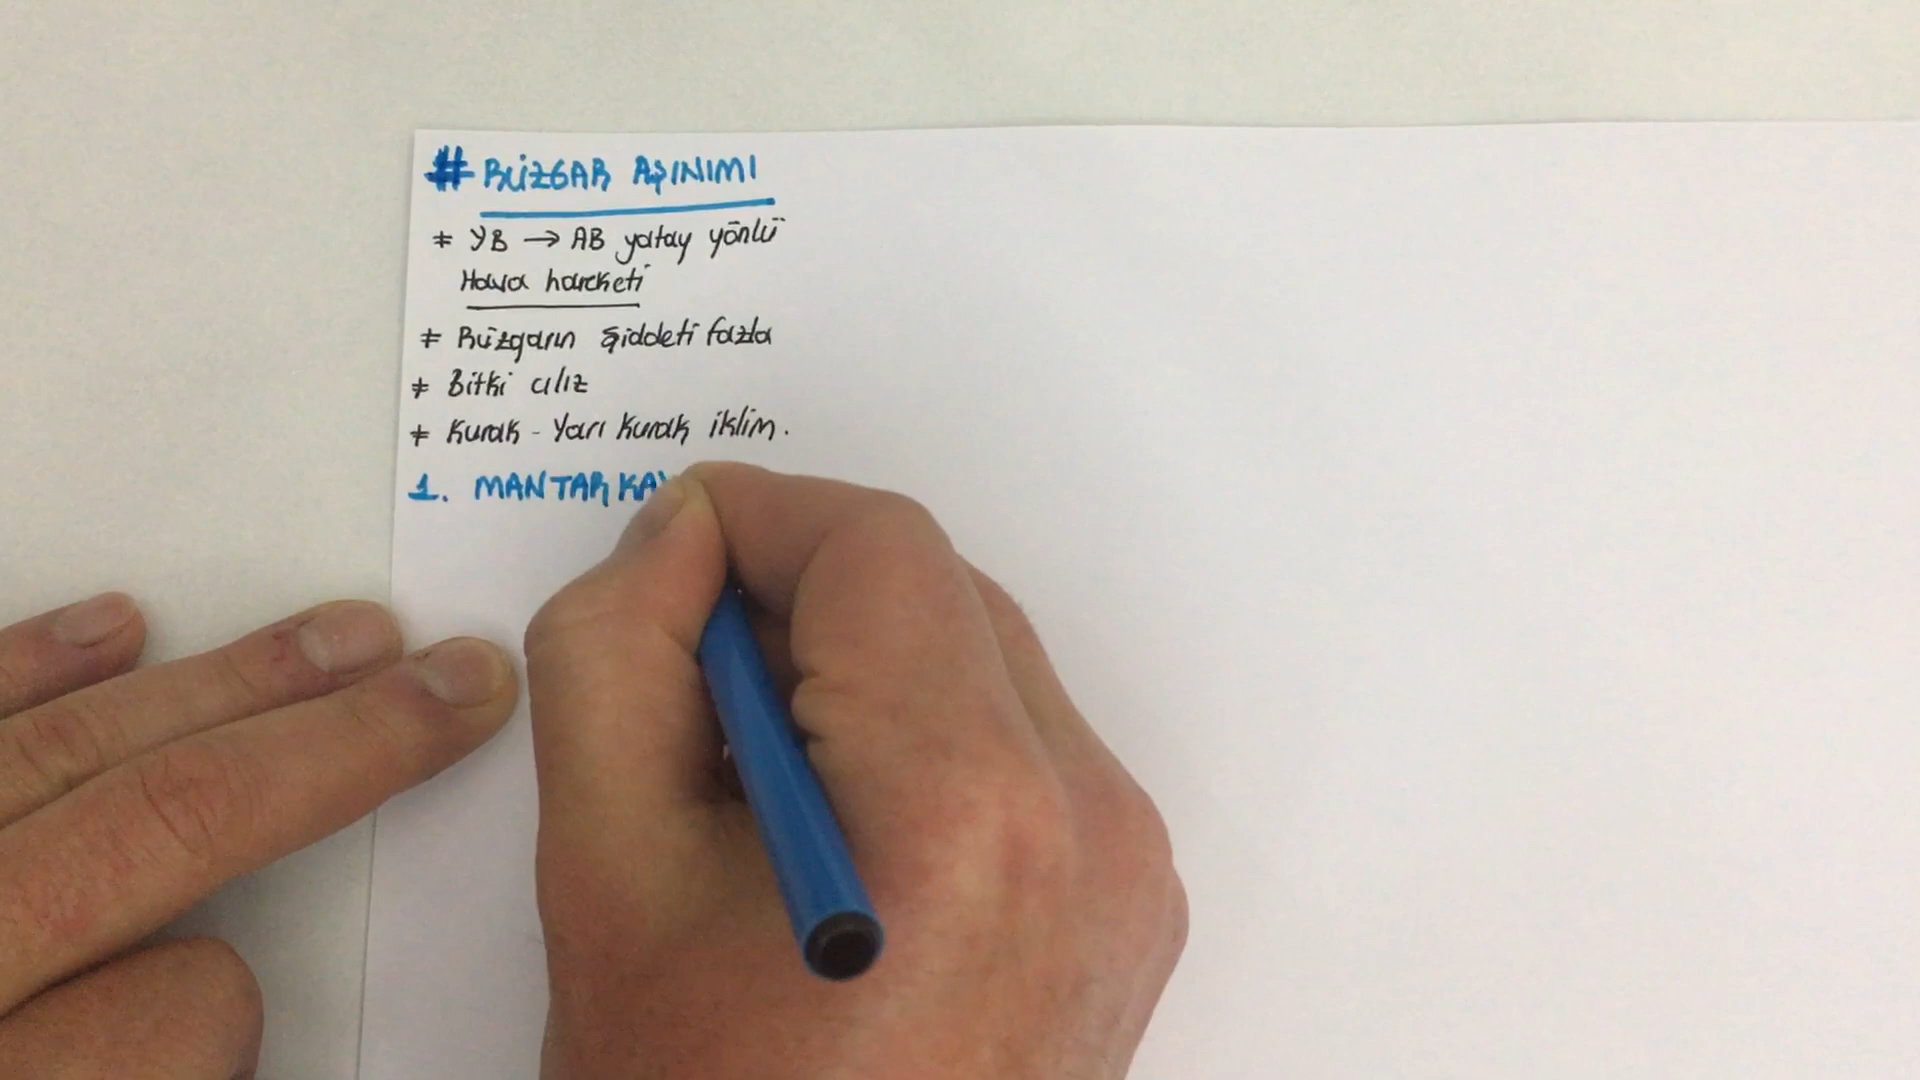 # RÜZGAR AŞINIMI
* YB → AB yatay yönlü
Hava hareketi
* Rüzgarın şiddeti fazla
* Bitki cılız
* Kurak - Yarı Kurak iklim.
1. MANTAR KAY